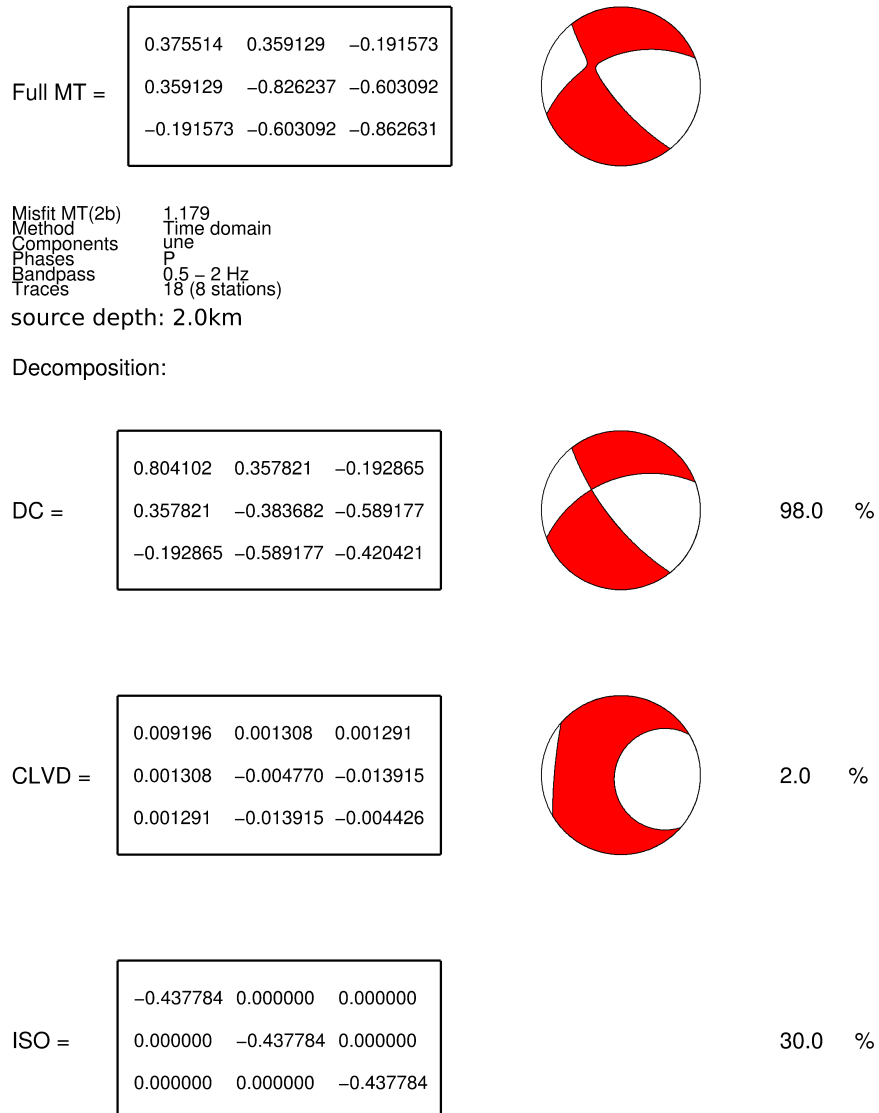 0.375514 0.359129 −0.191573
Full MT = 0.359129 −0.826237 −0.603092
−0.191573 −0.603092 −0.862631
Misfit MT(2b) 1.179
Method Time domain
Components une
Phases P
Bandpass 0.5 − 2 Hz
Traces 18 (8 stations)
source depth: 2.0km
Decomposition:
0.804102 0.357821 −0.192865
DC = 0.357821 −0.383682 −0.589177 98.0 %
−0.192865 −0.589177 −0.420421
0.009196 0.001308 0.001291
CLVD = 0.001308 −0.004770 −0.013915 2.0 %
0.001291 −0.013915 −0.004426
−0.437784 0.000000 0.000000
ISO = 0.000000 −0.437784 0.000000 30.0 %
0.000000 0.000000 −0.437784